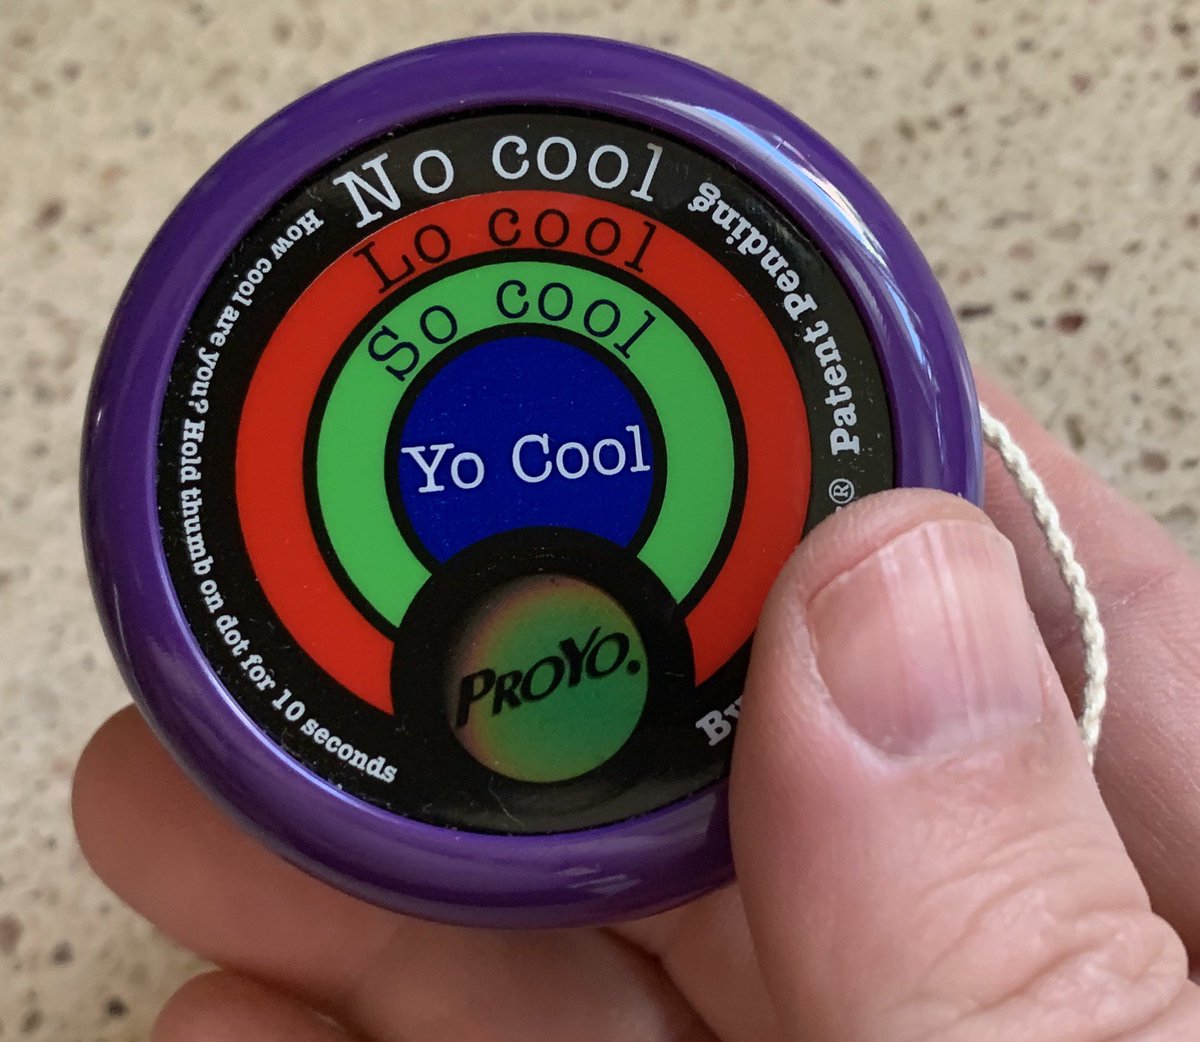 No cool
Lo cool
So cool
Yo Cool
PROYO.
How cool are you? Hold thumb on dot for 10 seconds
® Patent Pending